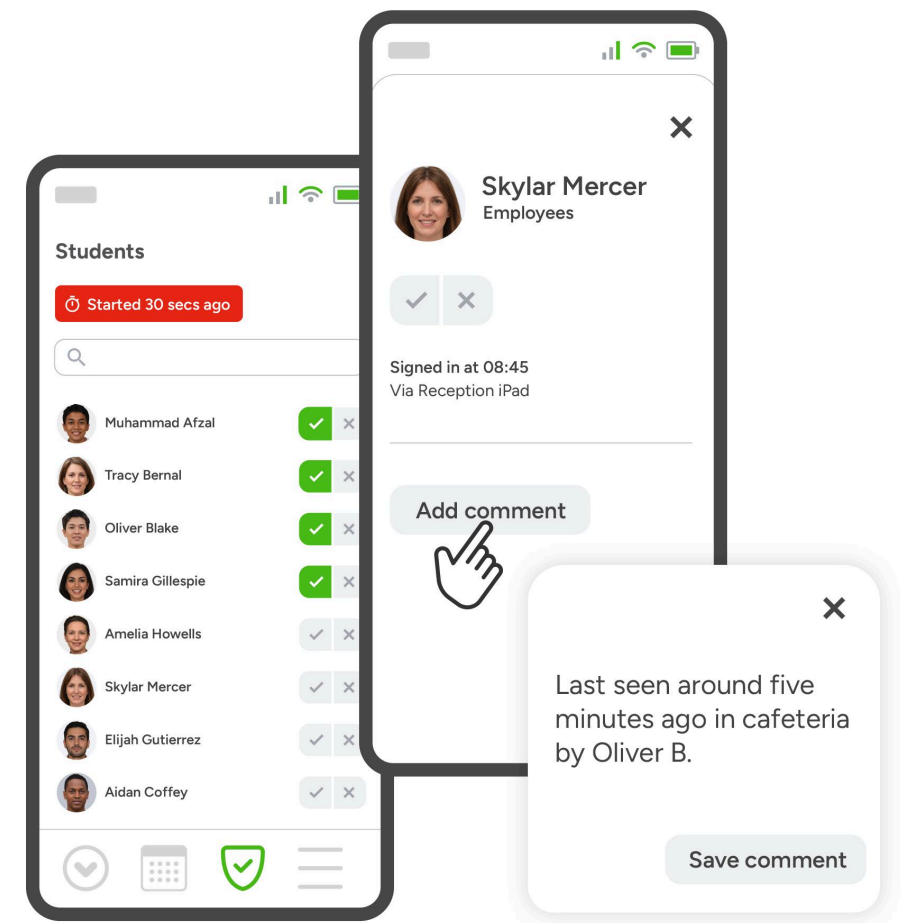 Students
Started 30 secs ago
Muhammad Afzal
Tracy Bernal
Oliver Blake
Samira Gillespie
Amelia Howells
Skylar Mercer
Elijah Gutierrez
Aidan Coffey
Skylar Mercer
Employees
Signed in at 08:45
Via Reception iPad
Add comment
Last seen around five
minutes ago in cafeteria
by Oliver B.
Save comment